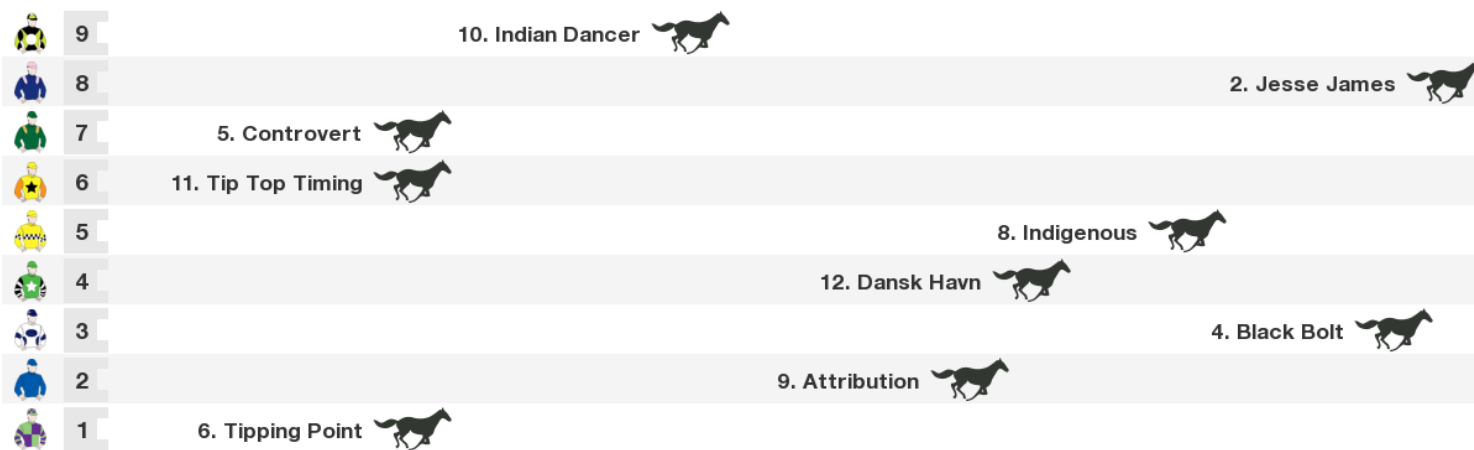 9 10. Indian Dancer
8 2. Jesse James
7 5. Controvert
6 11. Tip Top Timing
5 8. Indigenous
4 12. Dansk Havn
3 4. Black Bolt
2 9. Attribution
1 6. Tipping Point